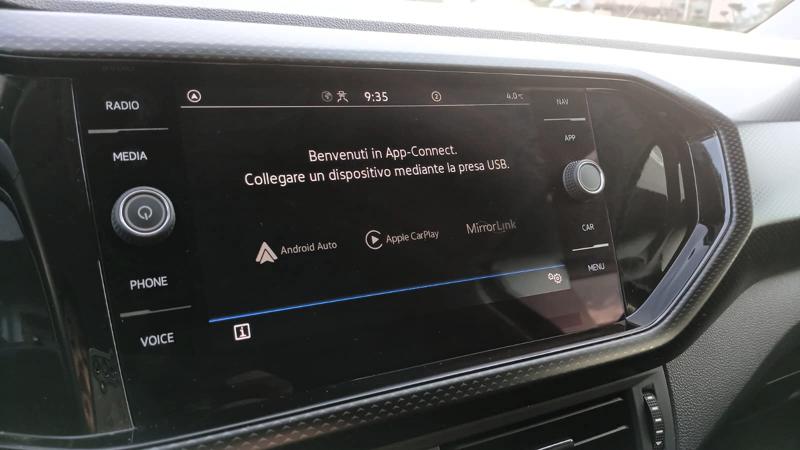 RADIO
MEDIA
PHONE
VOICE
9:35
2
4.0°C
Benvenuti in App-Connect.
Collegare un dispositivo mediante la presa USB.
Android Auto
Apple CarPlay
MirrorLink
i
NAV
APP
CAR
MENU